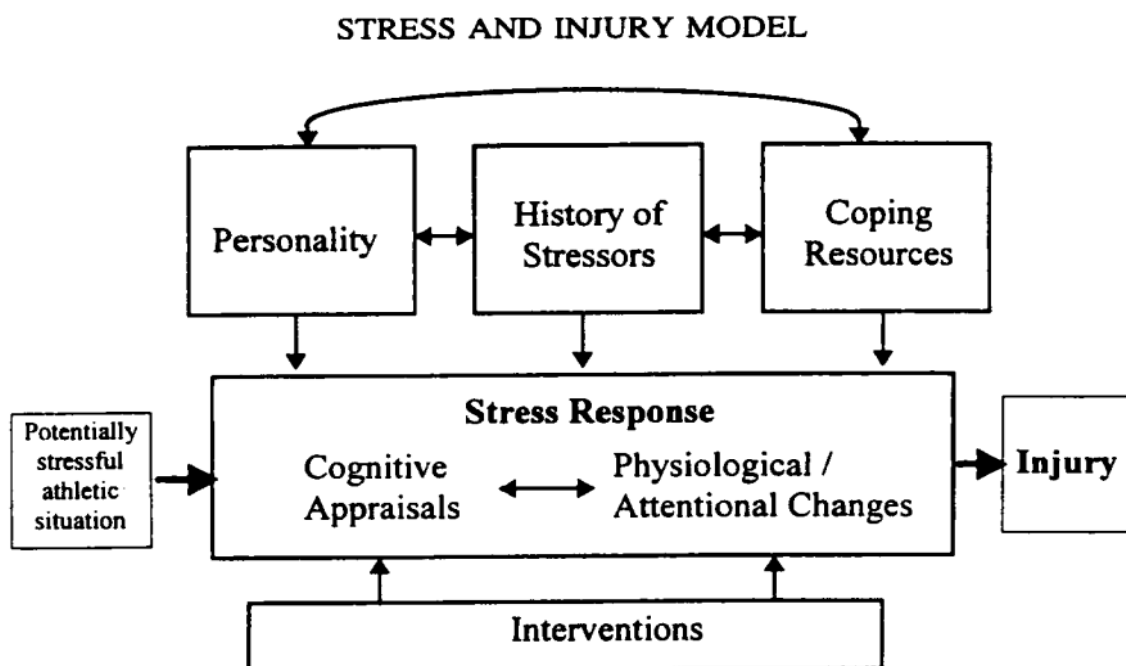 STRESS AND INJURY MODEL
Personality
History of
Stressors
Coping
Resources
Stress Response
Potentially
stressful
athletic
situation
Cognitive
Appraisals
Physiological /
Attentional Changes
Injury
Interventions